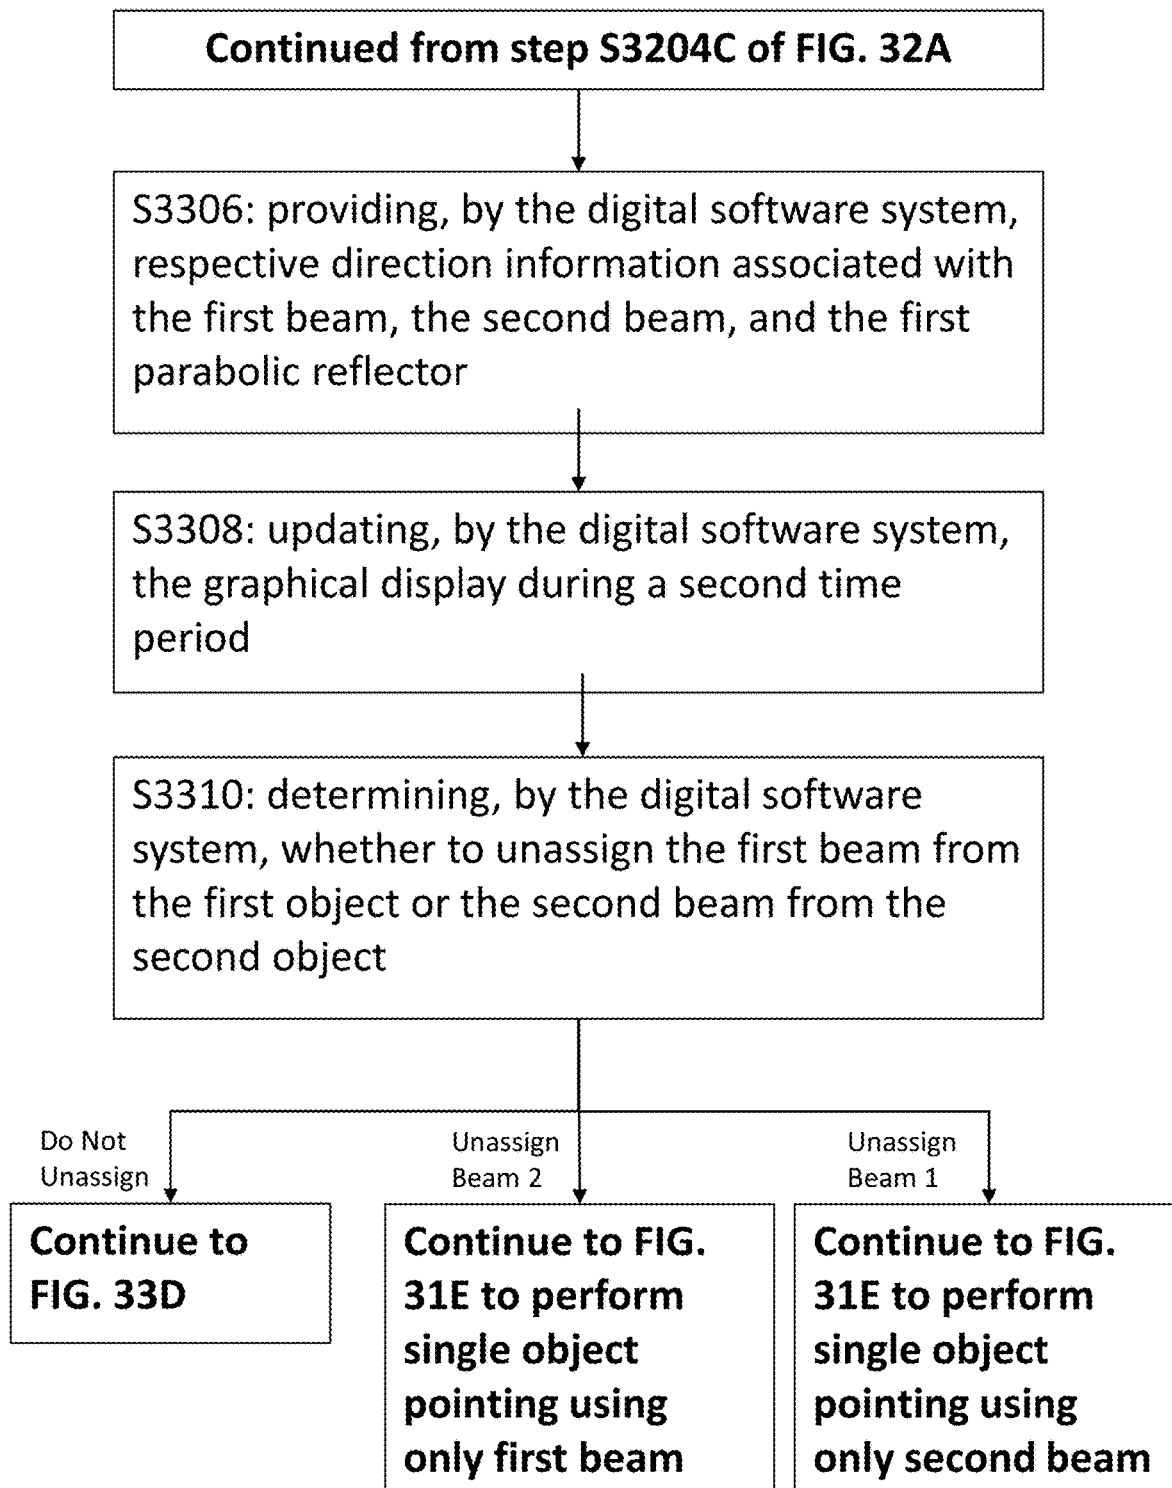 Continued from step S3204C of FIG. 32A
S3306: providing, by the digital software system,
respective direction information associated with
the first beam, the second beam, and the first
parabolic reflector
S3308: updating, by the digital software system,
the graphical display during a second time
period
S3310: determining, by the digital software
system, whether to unassign the first beam from
the first object or the second beam from the
second object
Do Not
Unassign
Unassign
Beam 2
Unassign
Beam 1
Continue to
FIG. 33D
Continue to FIG.
31E to perform
single object
pointing using
only first beam
Continue to FIG.
31E to perform
single object
pointing using
only second beam